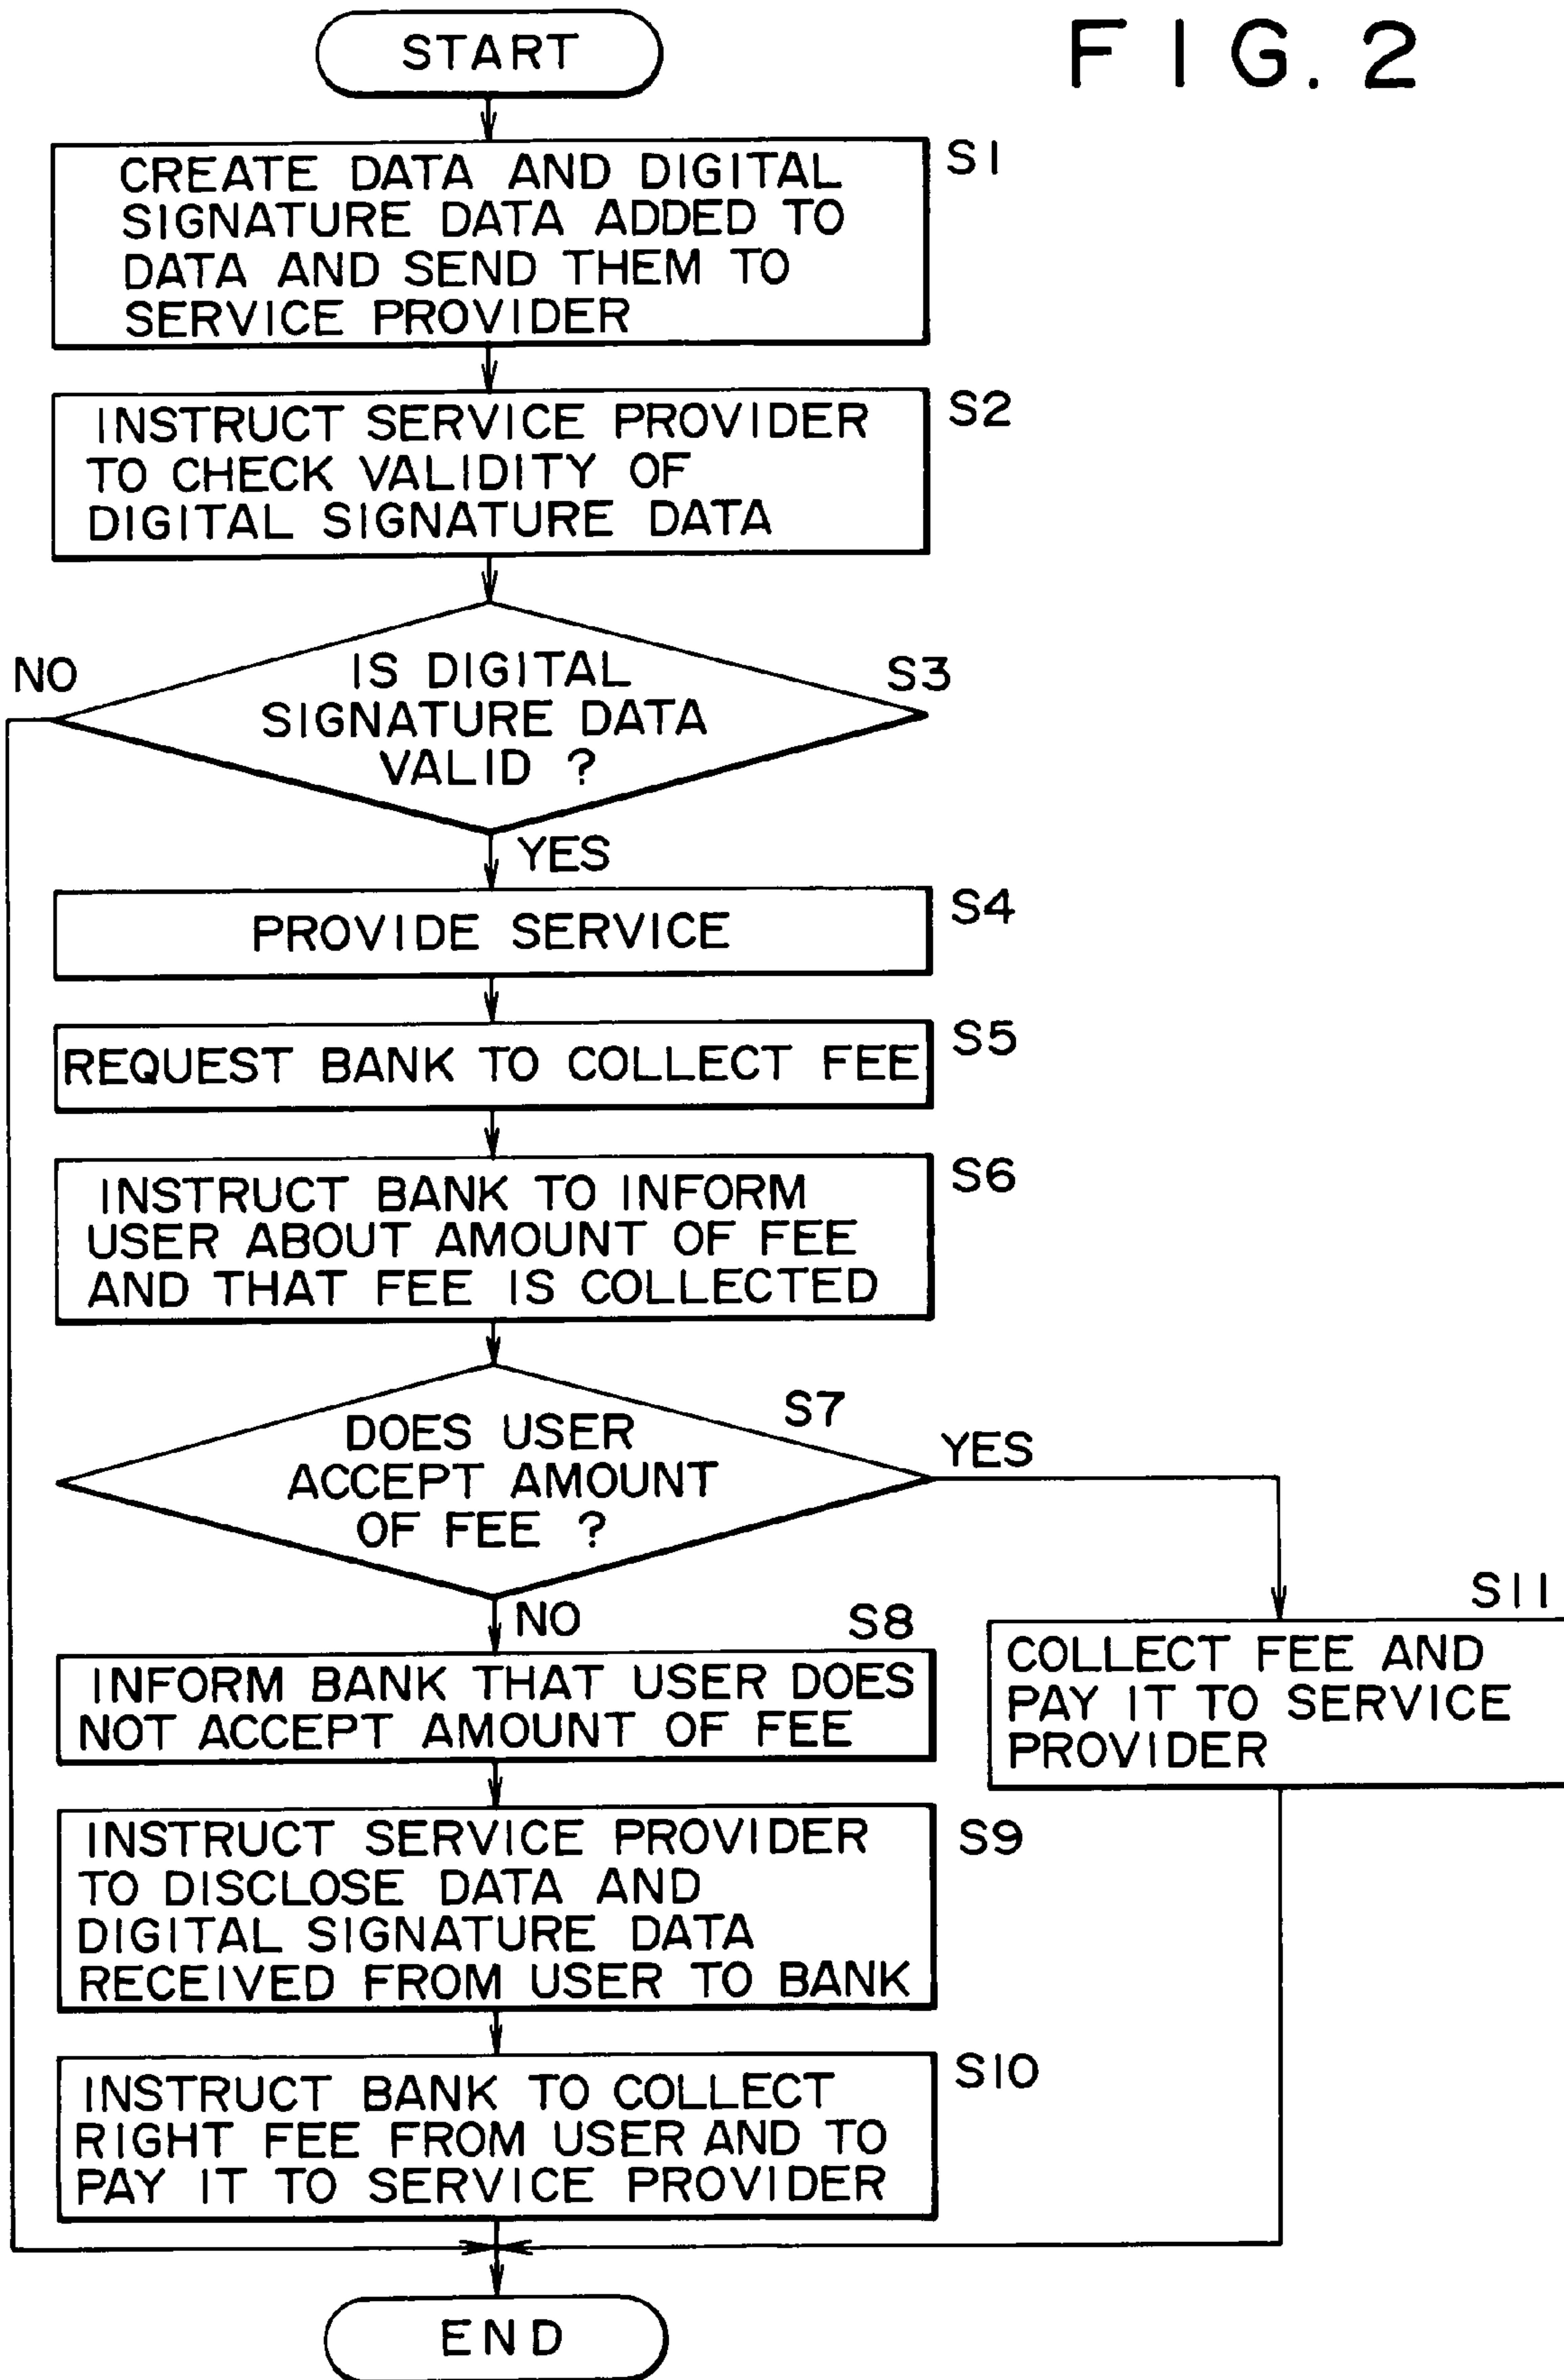 FIG. 2
START
S1
CREATE DATA AND DIGITAL
SIGNATURE DATA ADDED TO
DATA AND SEND THEM TO
SERVICE PROVIDER
S2
INSTRUCT SERVICE PROVIDER
TO CHECK VALIDITY OF
DIGITAL SIGNATURE DATA
NO
S3
IS DIGITAL
SIGNATURE DATA
VALID ?
YES
S4
PROVIDE SERVICE
S5
REQUEST BANK TO COLLECT FEE
S6
INSTRUCT BANK TO INFORM
USER ABOUT AMOUNT OF FEE
AND THAT FEE IS COLLECTED
S7
DOES USER
ACCEPT AMOUNT
OF FEE ?
YES
NO
S8
INFORM BANK THAT USER DOES
NOT ACCEPT AMOUNT OF FEE
S11
COLLECT FEE AND
PAY IT TO SERVICE
PROVIDER
S9
INSTRUCT SERVICE PROVIDER
TO DISCLOSE DATA AND
DIGITAL SIGNATURE DATA
RECEIVED FROM USER TO BANK
S10
INSTRUCT BANK TO COLLECT
RIGHT FEE FROM USER AND TO
PAY IT TO SERVICE PROVIDER
END